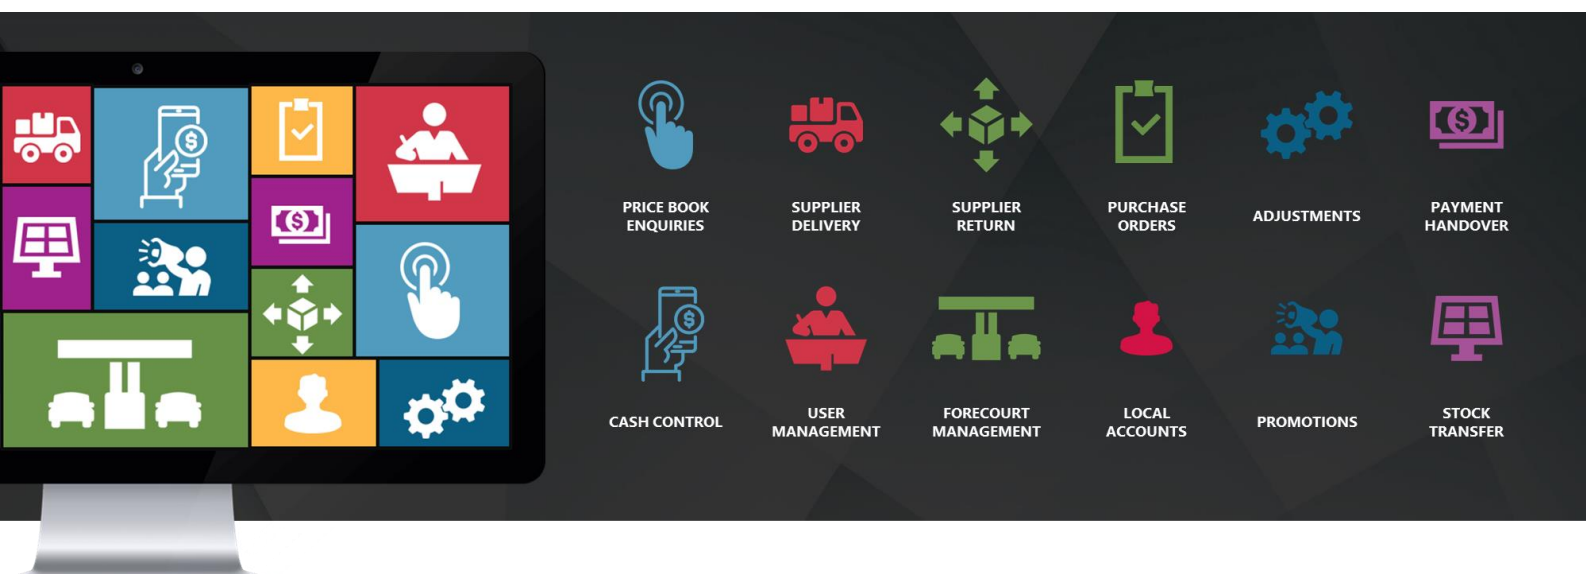 PRICE BOOK
ENQUIRIES
SUPPLIER
DELIVERY
SUPPLIER
RETURN
PURCHASE
ORDERS
ADJUSTMENTS
PAYMENT
HANDOVER
CASH CONTROL
USER
MANAGEMENT
FORECOURT
MANAGEMENT
LOCAL
ACCOUNTS
PROMOTIONS
STOCK
TRANSFER